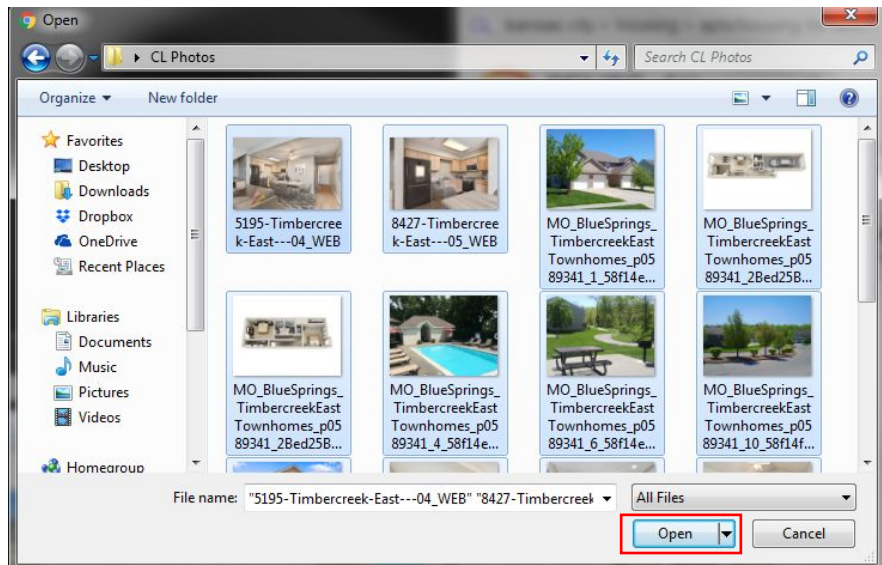 Open
CL Photos
Search CL Photos
Organize
New folder
Favorites
Desktop
Downloads
Dropbox
OneDrive
Recent Places
Libraries
Documents
Music
Pictures
Videos
Homegroup
5195-Timbercree
k-East---04_WEB
8427-Timbercree
k-East---05_WEB
MO_BlueSprings_
TimbercreekEast
Townhomes_p05
89341_1_58f14e...
MO_BlueSprings_
TimbercreekEast
Townhomes_p05
89341_2Bed25B...
MO_BlueSprings_
TimbercreekEast
Townhomes_p05
89341_2Bed25B...
MO_BlueSprings_
TimbercreekEast
Townhomes_p05
89341_4_58f14e...
MO_BlueSprings_
TimbercreekEast
Townhomes_p05
89341_6_58f14e...
MO_BlueSprings_
TimbercreekEast
Townhomes_p05
89341_10_58f14f...
File name: "5195-Timbercreek-East---04_WEB" "8427-Timbercreek
All Files
Open
Cancel